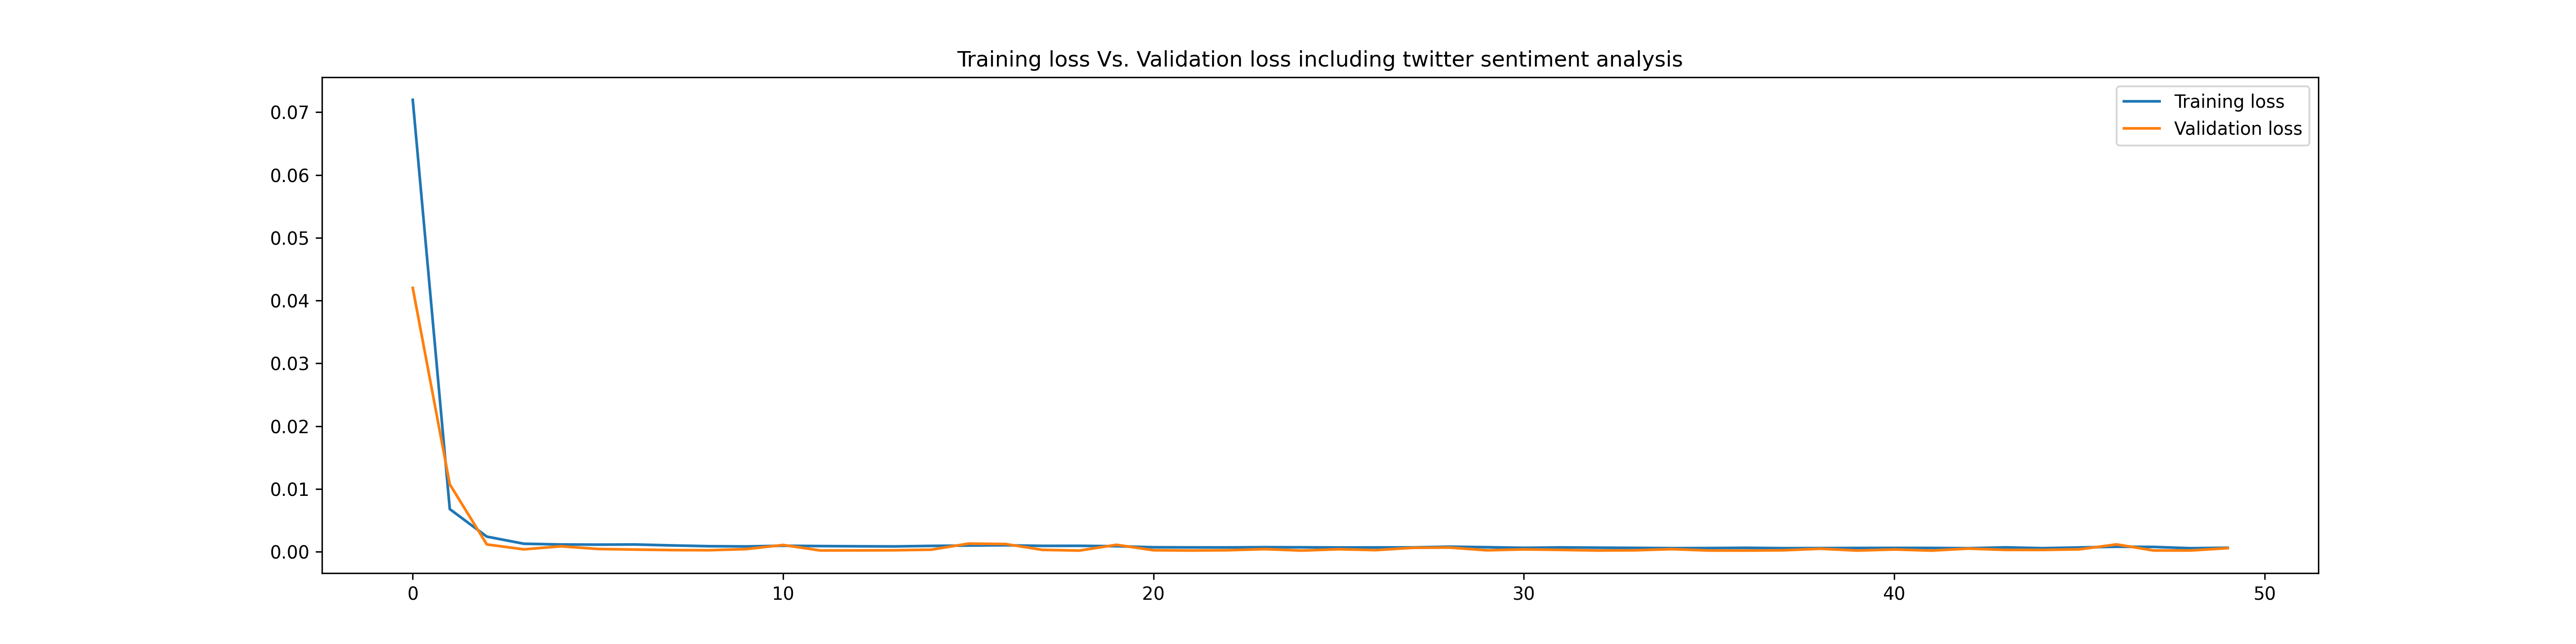 Training loss Vs. Validation loss including twitter sentiment analysis
Training loss
Validation loss
0.07
0.06
0.05
0.04
0.03
0.02
0.01
0.00
0 10 20 30 40 50